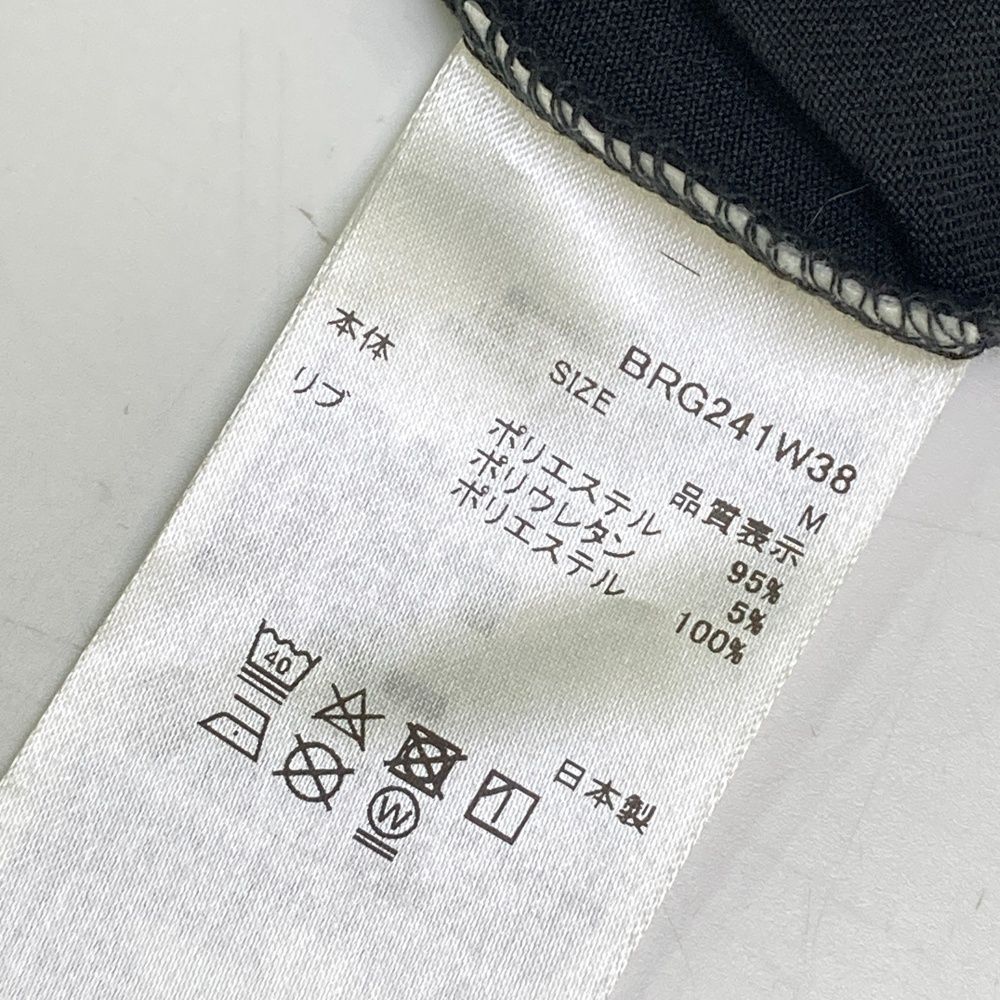 BRG241W38
SIZE M
品質表示
本体 ポリエステル 95%
ポリウレタン 5%
リブ ポリエステル 100%
40
W
日本製